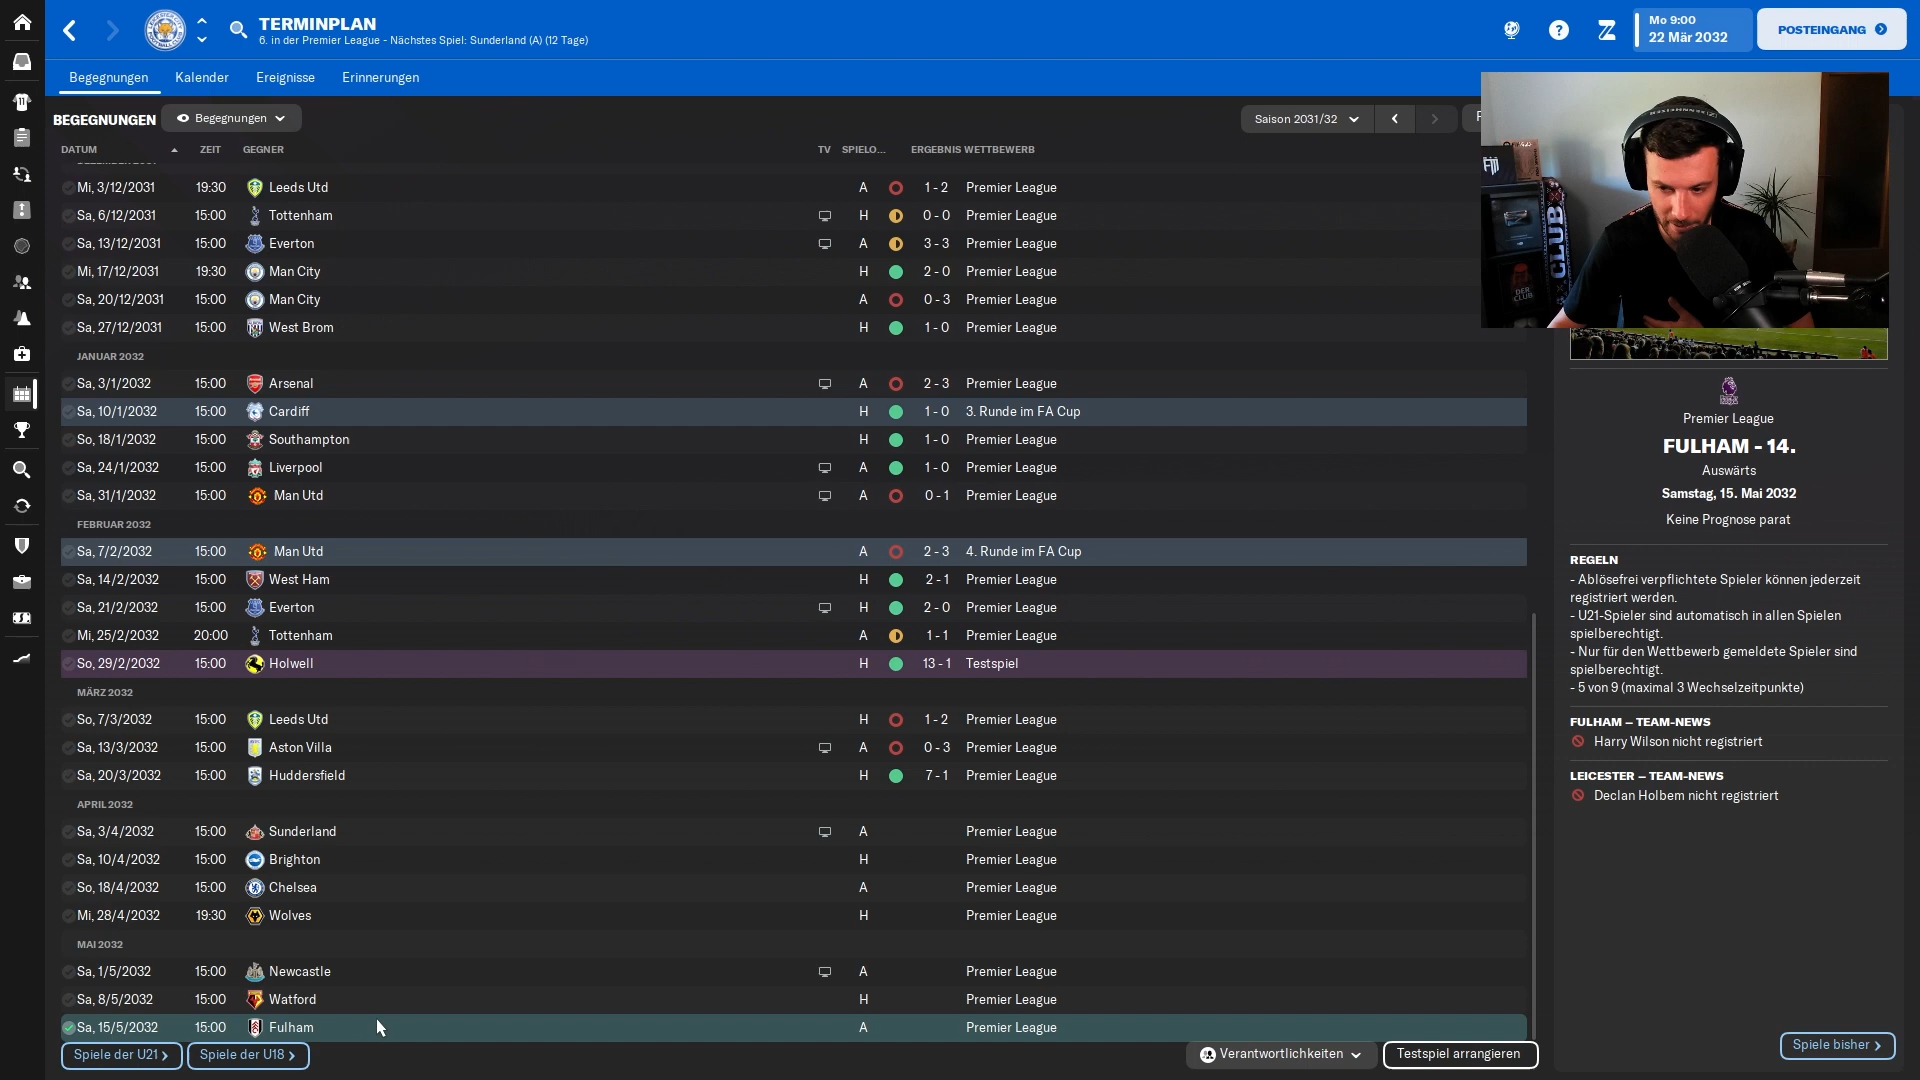 TERMINPLAN
6. in der Premier League - Nächstes Spiel: Sunderland (A) (12 Tage)
Mo 9:00
22 Mär 2032
POSTEINGANG
Begegnungen Kalender Ereignisse Erinnerungen
BEGEGNUNGEN Begegnungen Saison 2031/32
DATUM ZEIT GEGNER TV SPIELO... ERGEBNIS WETTBEWERB
Mi, 3/12/2031 19:30 Leeds Utd A 1 - 2 Premier League
Sa, 6/12/2031 15:00 Tottenham H 0 - 0 Premier League
Sa, 13/12/2031 15:00 Everton A 3 - 3 Premier League
Mi, 17/12/2031 19:30 Man City H 2 - 0 Premier League
Sa, 20/12/2031 15:00 Man City A 0 - 3 Premier League
Sa, 27/12/2031 15:00 West Brom H 1 - 0 Premier League
JANUAR 2032
Sa, 3/1/2032 15:00 Arsenal A 2 - 3 Premier League
Sa, 10/1/2032 15:00 Cardiff H 1 - 0 3. Runde im FA Cup
So, 18/1/2032 15:00 Southampton H 1 - 0 Premier League
Sa, 24/1/2032 15:00 Liverpool A 1 - 0 Premier League
Sa, 31/1/2032 15:00 Man Utd A 0 - 1 Premier League
FEBRUAR 2032
Sa, 7/2/2032 15:00 Man Utd A 2 - 3 4. Runde im FA Cup
Sa, 14/2/2032 15:00 West Ham H 2 - 1 Premier League
Sa, 21/2/2032 15:00 Everton H 2 - 0 Premier League
Mi, 25/2/2032 20:00 Tottenham A 1 - 1 Premier League
So, 29/2/2032 15:00 Holwell H 13 - 1 Testspiel
MÄRZ 2032
So, 7/3/2032 15:00 Leeds Utd H 1 - 2 Premier League
Sa, 13/3/2032 15:00 Aston Villa A 0 - 3 Premier League
Sa, 20/3/2032 15:00 Huddersfield H 7 - 1 Premier League
APRIL 2032
Sa, 3/4/2032 15:00 Sunderland A Premier League
Sa, 10/4/2032 15:00 Brighton H Premier League
So, 18/4/2032 15:00 Chelsea A Premier League
Mi, 28/4/2032 19:30 Wolves H Premier League
MAI 2032
Sa, 1/5/2032 15:00 Newcastle A Premier League
Sa, 8/5/2032 15:00 Watford H Premier League
Sa, 15/5/2032 15:00 Fulham A Premier League
Spiele der U21 Spiele der U18 Verantwortlichkeiten Testspiel arrangieren
CLUB
DER
CLUB
Premier League
FULHAM - 14.
Auswärts
Samstag, 15. Mai 2032
Keine Prognose parat
REGELN
- Ablösefrei verpflichtete Spieler können jederzeit
registriert werden.
- U21-Spieler sind automatisch in allen Spielen
spielberechtigt.
- Nur für den Wettbewerb gemeldete Spieler sind
spielberechtigt.
- 5 von 9 (maximal 3 Wechselzeitpunkte)
FULHAM – TEAM-NEWS
Harry Wilson nicht registriert
LEICESTER – TEAM-NEWS
Declan Holbem nicht registriert
Spiele bisher